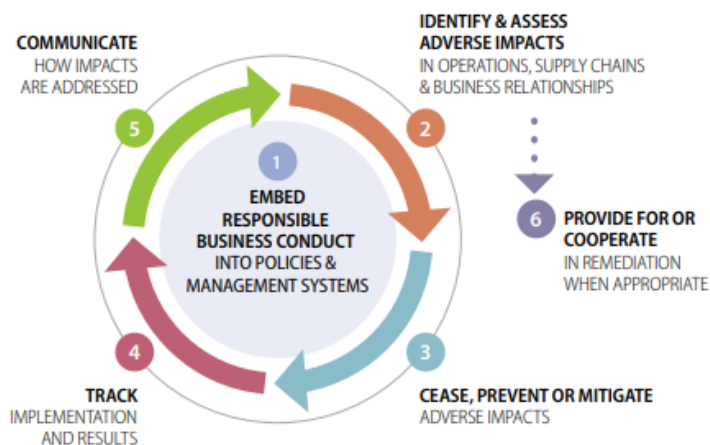 1
EMBED
RESPONSIBLE
BUSINESS CONDUCT
INTO POLICIES &
MANAGEMENT SYSTEMS
2
IDENTIFY & ASSESS
ADVERSE IMPACTS
IN OPERATIONS, SUPPLY CHAINS
& BUSINESS RELATIONSHIPS
3
CEASE, PREVENT OR MITIGATE
ADVERSE IMPACTS
4
TRACK
IMPLEMENTATION
AND RESULTS
5
COMMUNICATE
HOW IMPACTS
ARE ADDRESSED
6
PROVIDE FOR OR
COOPERATE
IN REMEDIATION
WHEN APPROPRIATE